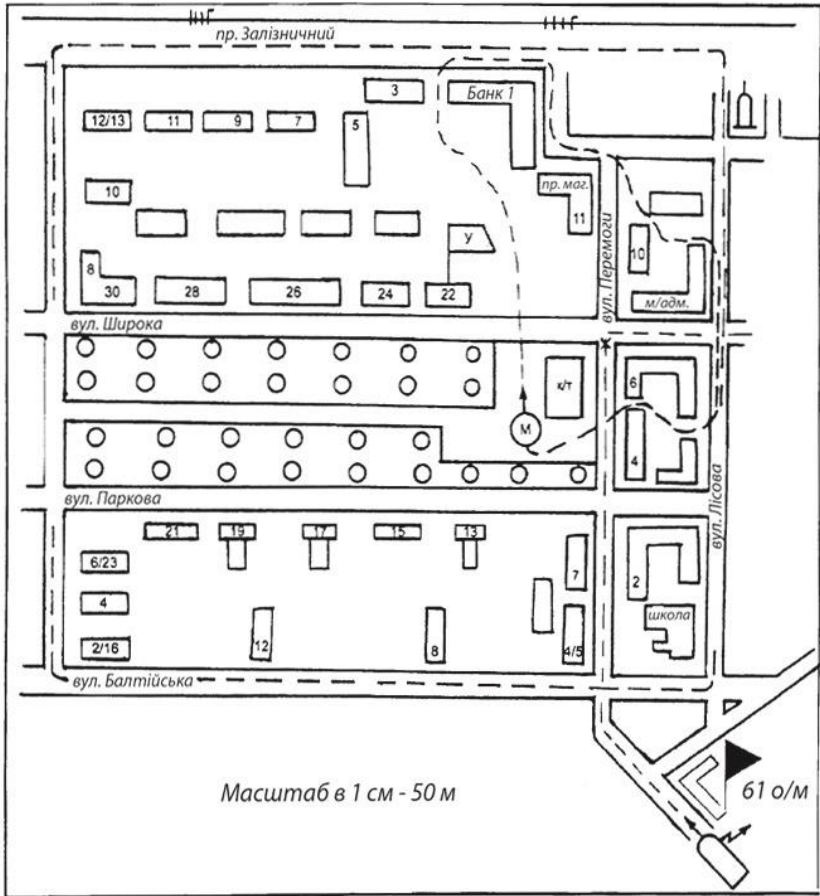 пр. Залізничний
3
Банк 1
12/13
11
9
7
5
пр. маг.
11
10
10
У
8
30
28
26
24
22
м/адм.
вул. Перемоги
вул. Широка
6
к/т
М
4
вул. Паркова
вул. Лісова
21
19
17
15
13
6/23
7
2
4
школа
2/16
12
8
4/5
вул. Балтійська
Масштаб в 1 см - 50 м
61 о/м